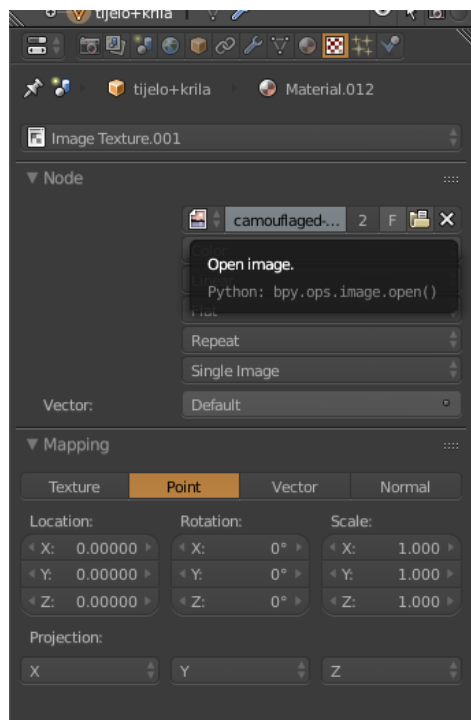 tijelo+krila
tijelo+krila Material.012
Image Texture.001
Node
camouflaged-... 2 F
Color
Open image.
Python: bpy.ops.image.open()
Flat
Repeat
Single Image
Vector: Default
Mapping
Texture Point Vector Normal
Location: Rotation: Scale:
X: 0.00000 X: 0° X: 1.000
Y: 0.00000 Y: 0° Y: 1.000
Z: 0.00000 Z: 0° Z: 1.000
Projection:
X Y Z